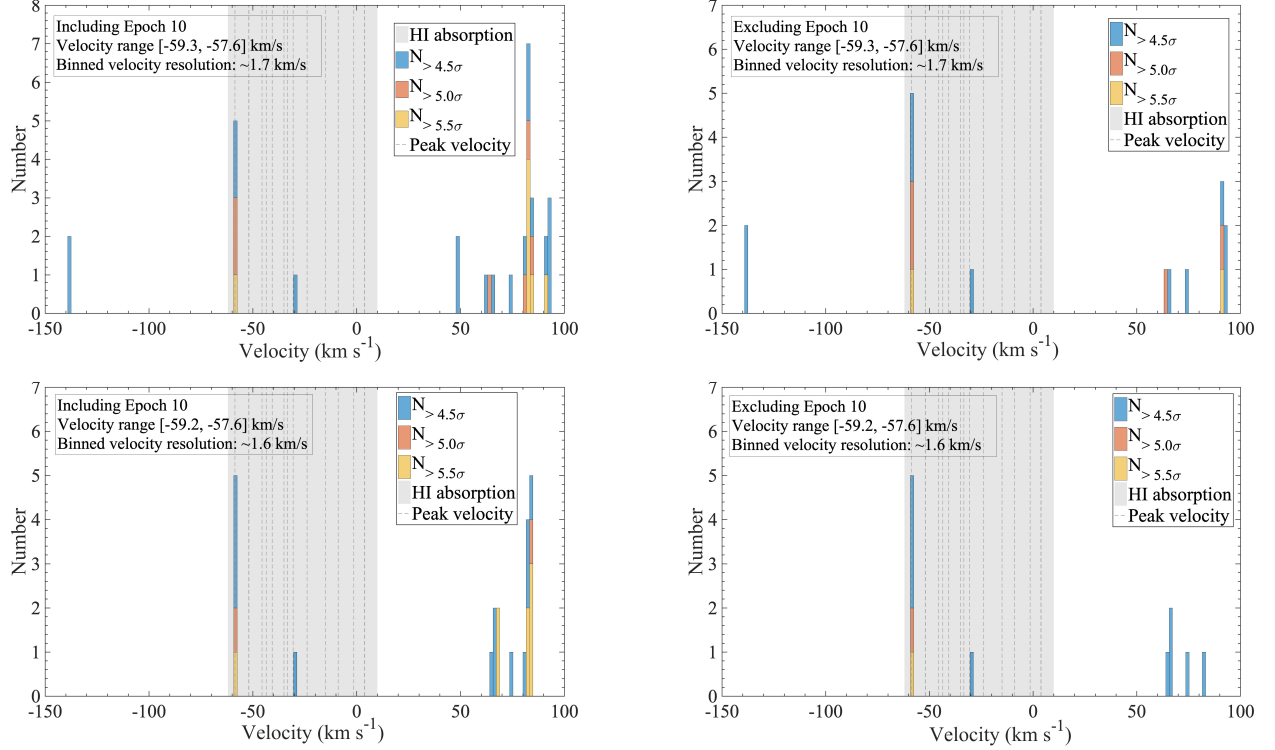 Including Epoch 10
Velocity range [-59.3, -57.6] km/s
Binned velocity resolution: ~1.7 km/s
HI absorption
N> 4.5σ
N> 5.0σ
N> 5.5σ
Peak velocity
Number
8
7
6
5
4
3
2
1
0
-150
-100
-50
0
50
100
Velocity (km s-1)
Excluding Epoch 10
Velocity range [-59.3, -57.6] km/s
Binned velocity resolution: ~1.7 km/s
N> 4.5σ
N> 5.0σ
N> 5.5σ
HI absorption
Peak velocity
Number
7
6
5
4
3
2
1
0
-150
-100
-50
0
50
100
Velocity (km s-1)
Including Epoch 10
Velocity range [-59.2, -57.6] km/s
Binned velocity resolution: ~1.6 km/s
N> 4.5σ
N> 5.0σ
N> 5.5σ
HI absorption
Peak velocity
Number
7
6
5
4
3
2
1
0
-150
-100
-50
0
50
100
Velocity (km s-1)
Excluding Epoch 10
Velocity range [-59.2, -57.6] km/s
Binned velocity resolution: ~1.6 km/s
N> 4.5σ
N> 5.0σ
N> 5.5σ
HI absorption
Peak velocity
Number
7
6
5
4
3
2
1
0
-150
-100
-50
0
50
100
Velocity (km s-1)